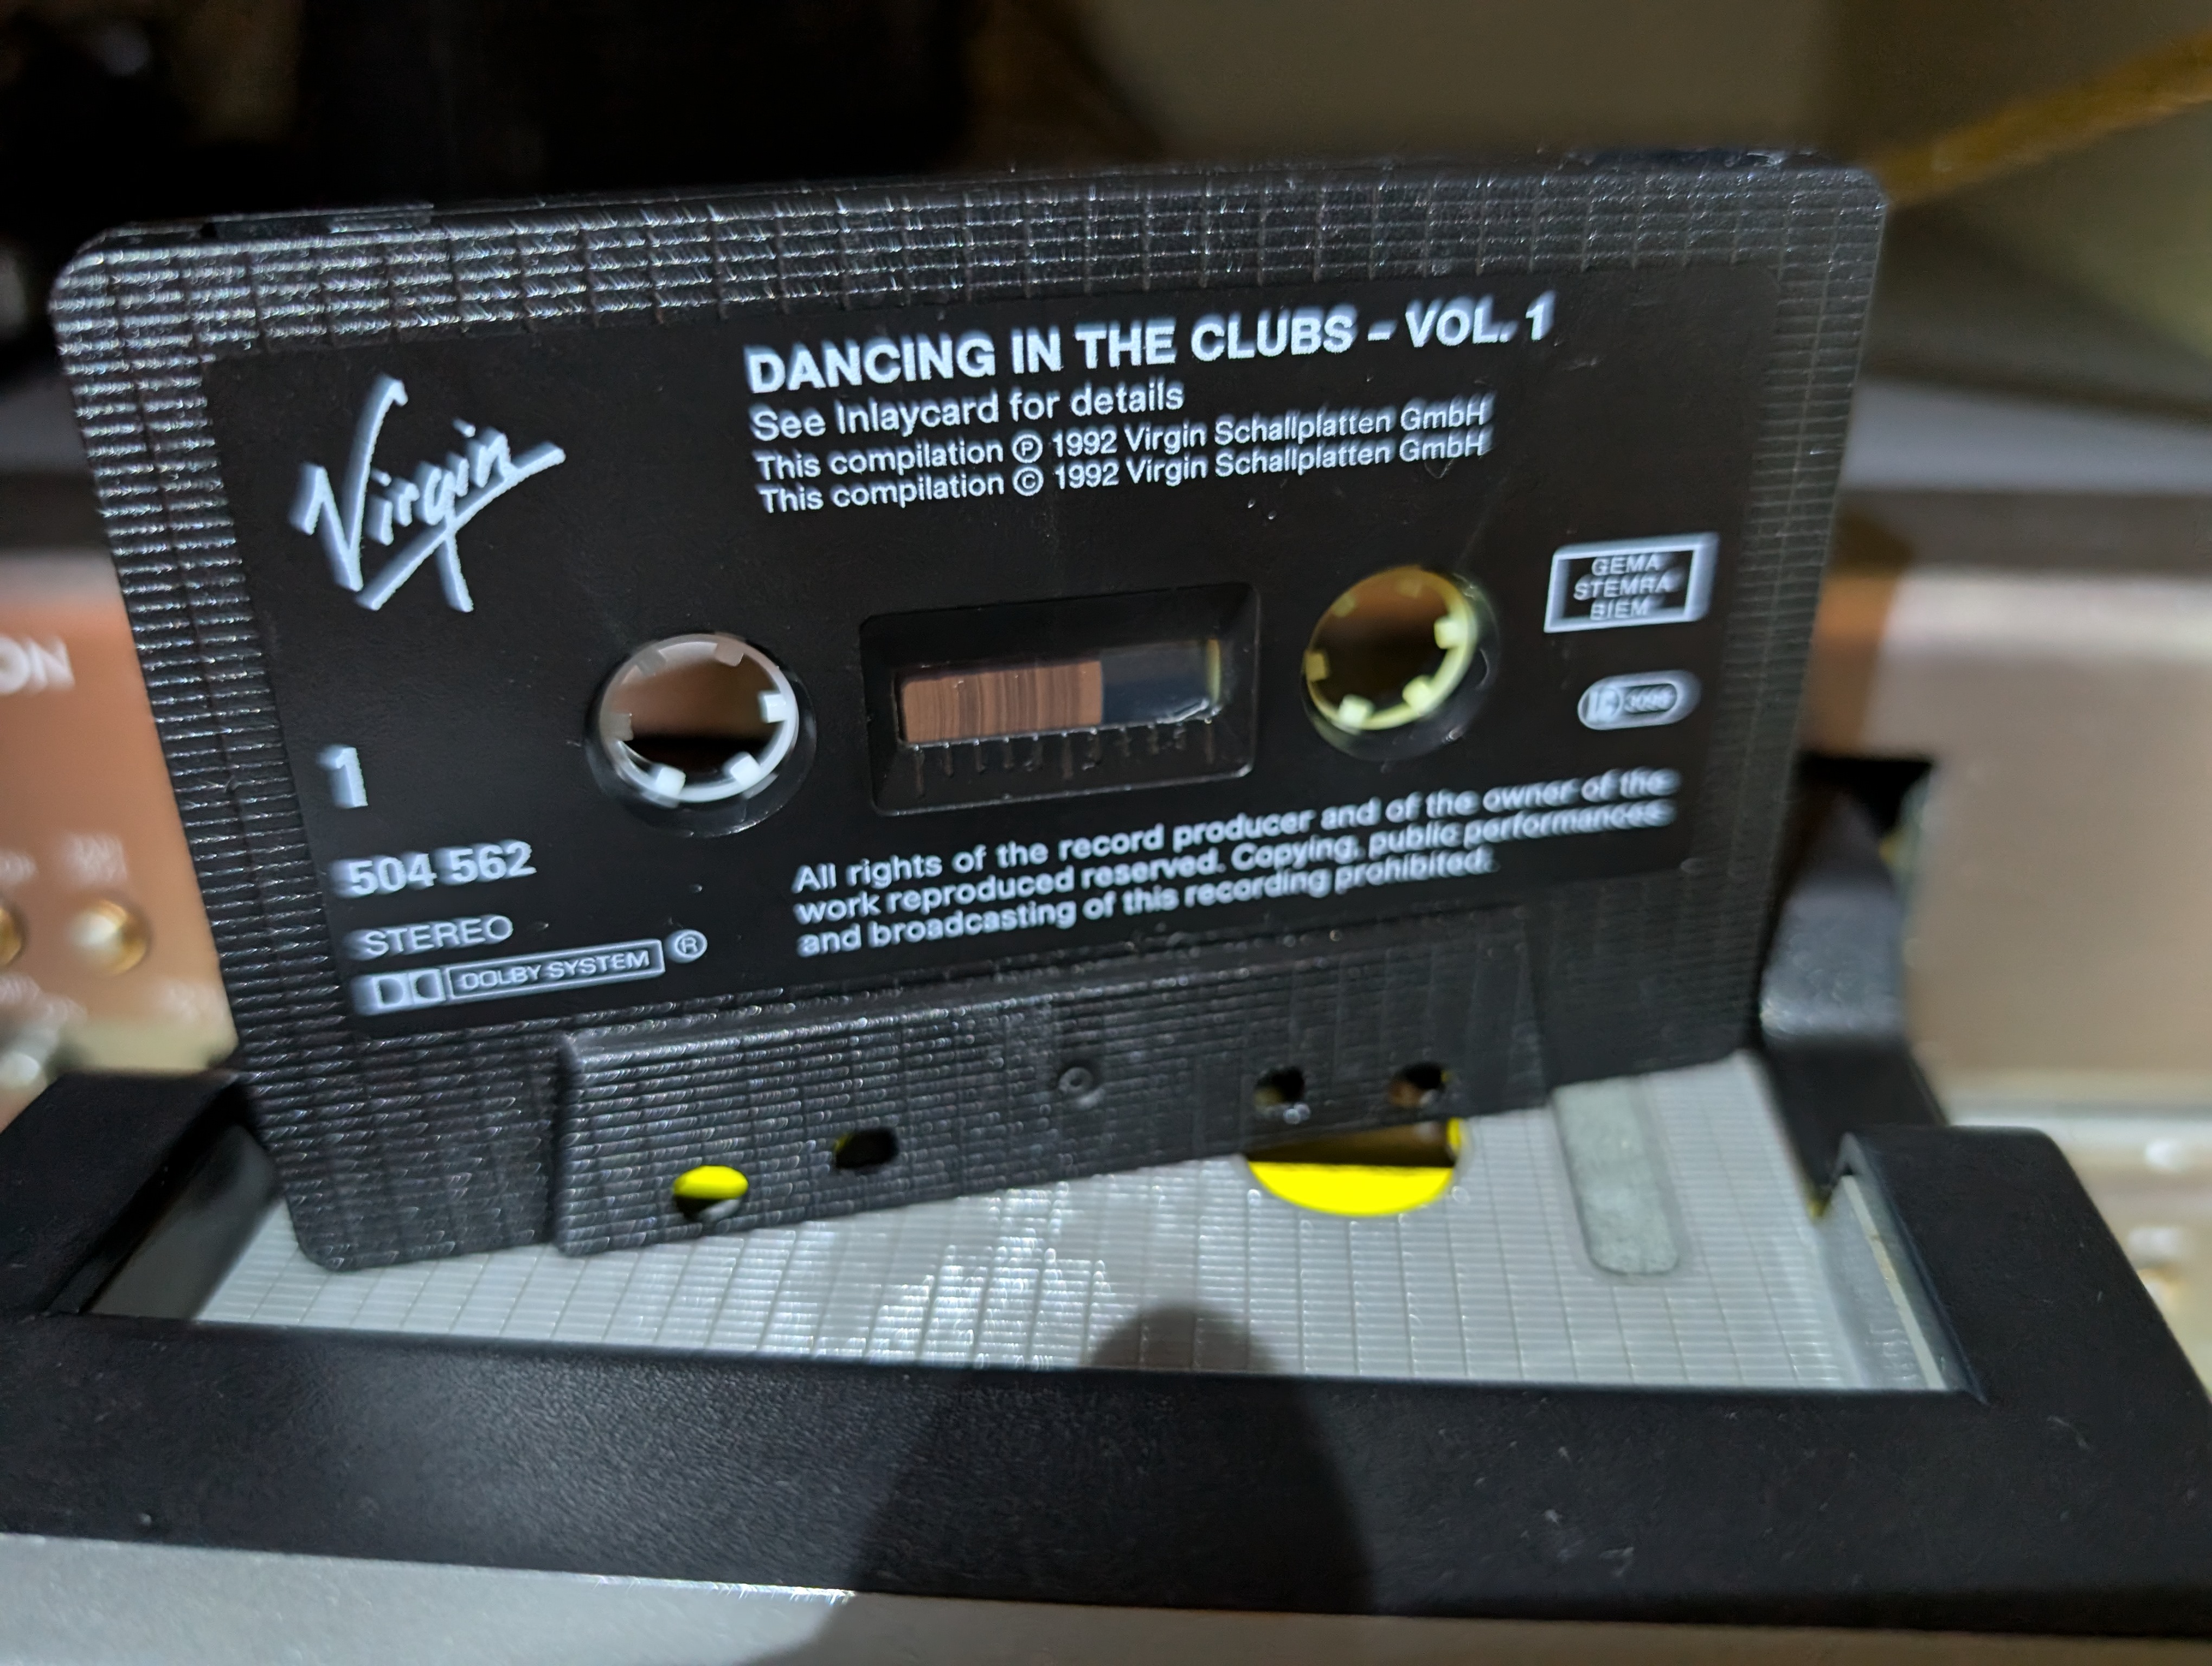 DANCING IN THE CLUBS – VOL. 1
See Inlaycard for details
This compilation Ⓟ 1992 Virgin Schallplatten GmbH
This compilation © 1992 Virgin Schallplatten GmbH
Virgin
GEMA
STEMRA
BIEM
1
504 562
STEREO
DOLBY SYSTEM ®
All rights of the record producer and of the owner of the
work reproduced reserved. Copying, public performances
and broadcasting of this recording prohibited.
ON